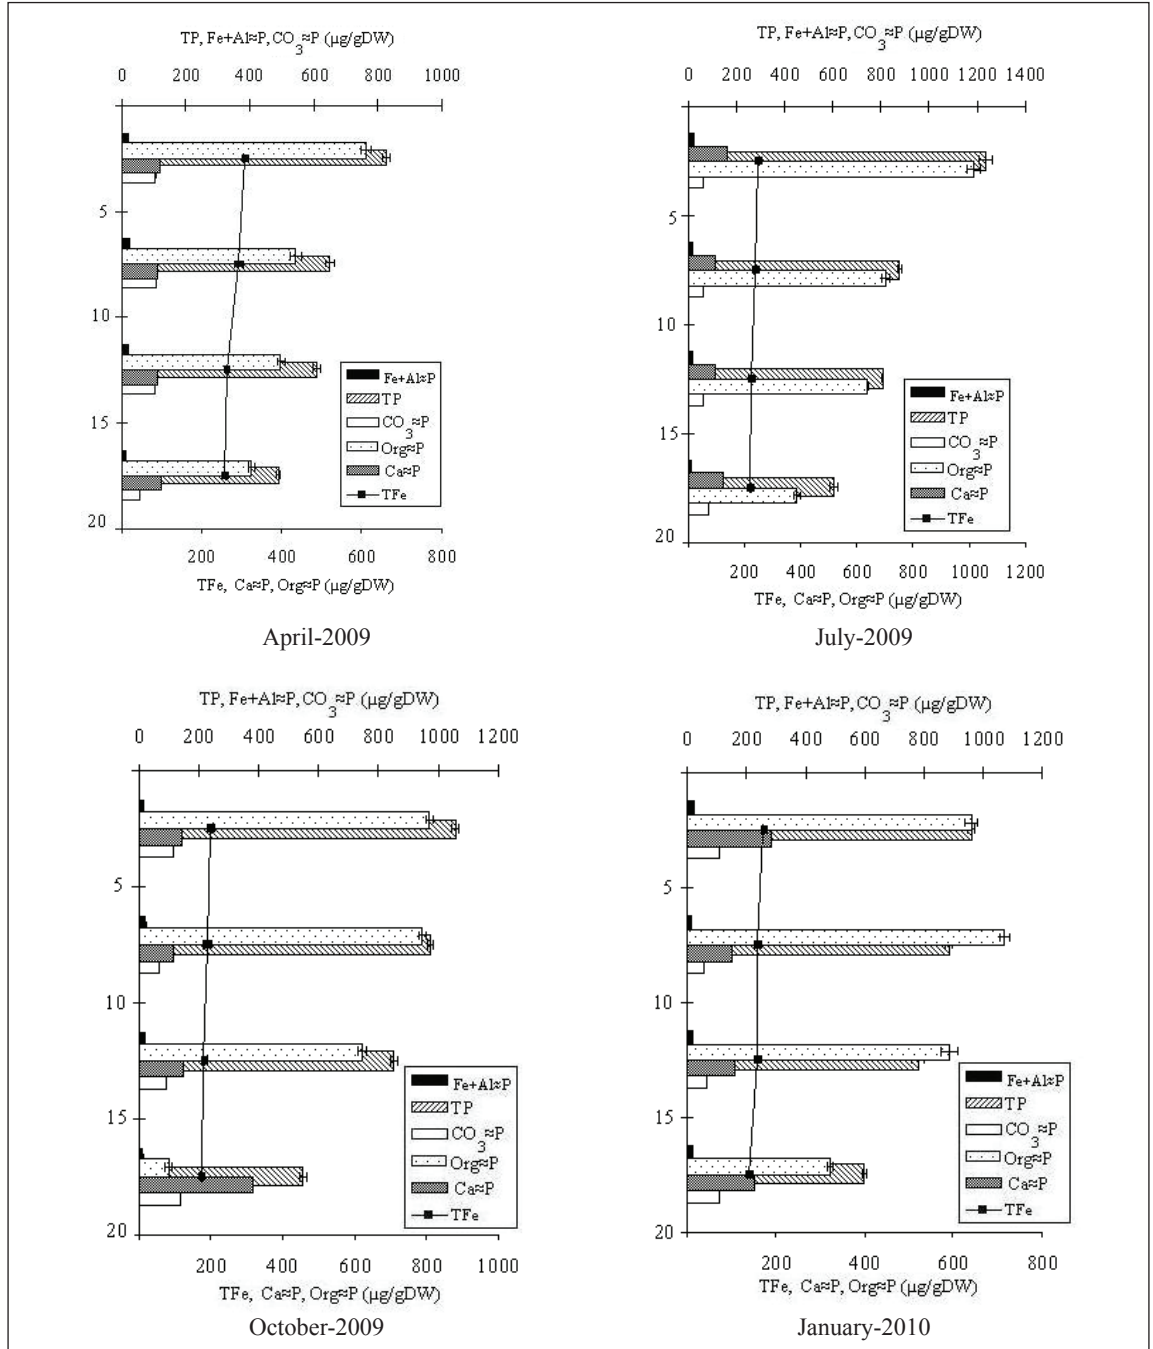 TP, Fe+Al≈P, CO3≈P (µg/gDW)
0 200 400 600 800 1000
5
10
15
20
Fe+Al≈P
TP
CO3≈P
Org≈P
Ca≈P
TFe
200 400 600 800
TFe, Ca≈P, Org≈P (µg/gDW)
April-2009
TP, Fe+Al≈P, CO3≈P (µg/gDW)
0 200 400 600 800 1000 1200 1400
5
10
15
20
Fe+Al≈P
TP
CO3≈P
Org≈P
Ca≈P
TFe
200 400 600 800 1000 1200
TFe, Ca≈P, Org≈P (µg/gDW)
July-2009
TP, Fe+Al≈P, CO3≈P (µg/gDW)
0 200 400 600 800 1000 1200
5
10
15
20
Fe+Al≈P
TP
CO3≈P
Org≈P
Ca≈P
TFe
200 400 600 800 1000
TFe, Ca≈P, Org≈P (µg/gDW)
October-2009
TP, Fe+Al≈P, CO3≈P (µg/gDW)
0 200 400 600 800 1000 1200
5
10
15
20
Fe+Al≈P
TP
CO3≈P
Org≈P
Ca≈P
TFe
200 400 600 800
TFe, Ca≈P, Org≈P (µg/gDW)
January-2010